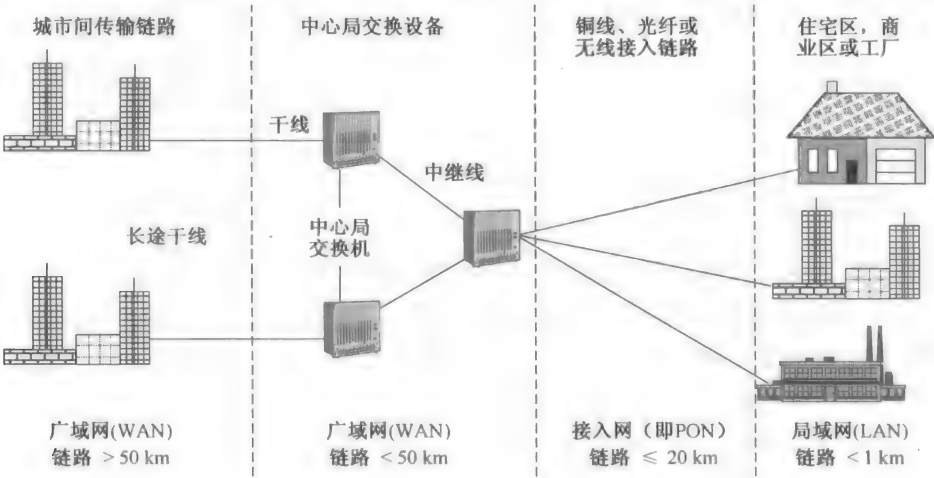 城市间传输链路
中心局交换设备
铜线、光纤或
无线接入链路
住宅区，商
业区或工厂
干线
中继线
长途干线
中心局
交换机
广域网(WAN)
链路 >50 km
广域网(WAN)
链路 <50 km
接入网（即PON）
链路 ≤ 20 km
局域网(LAN)
链路 <1 km